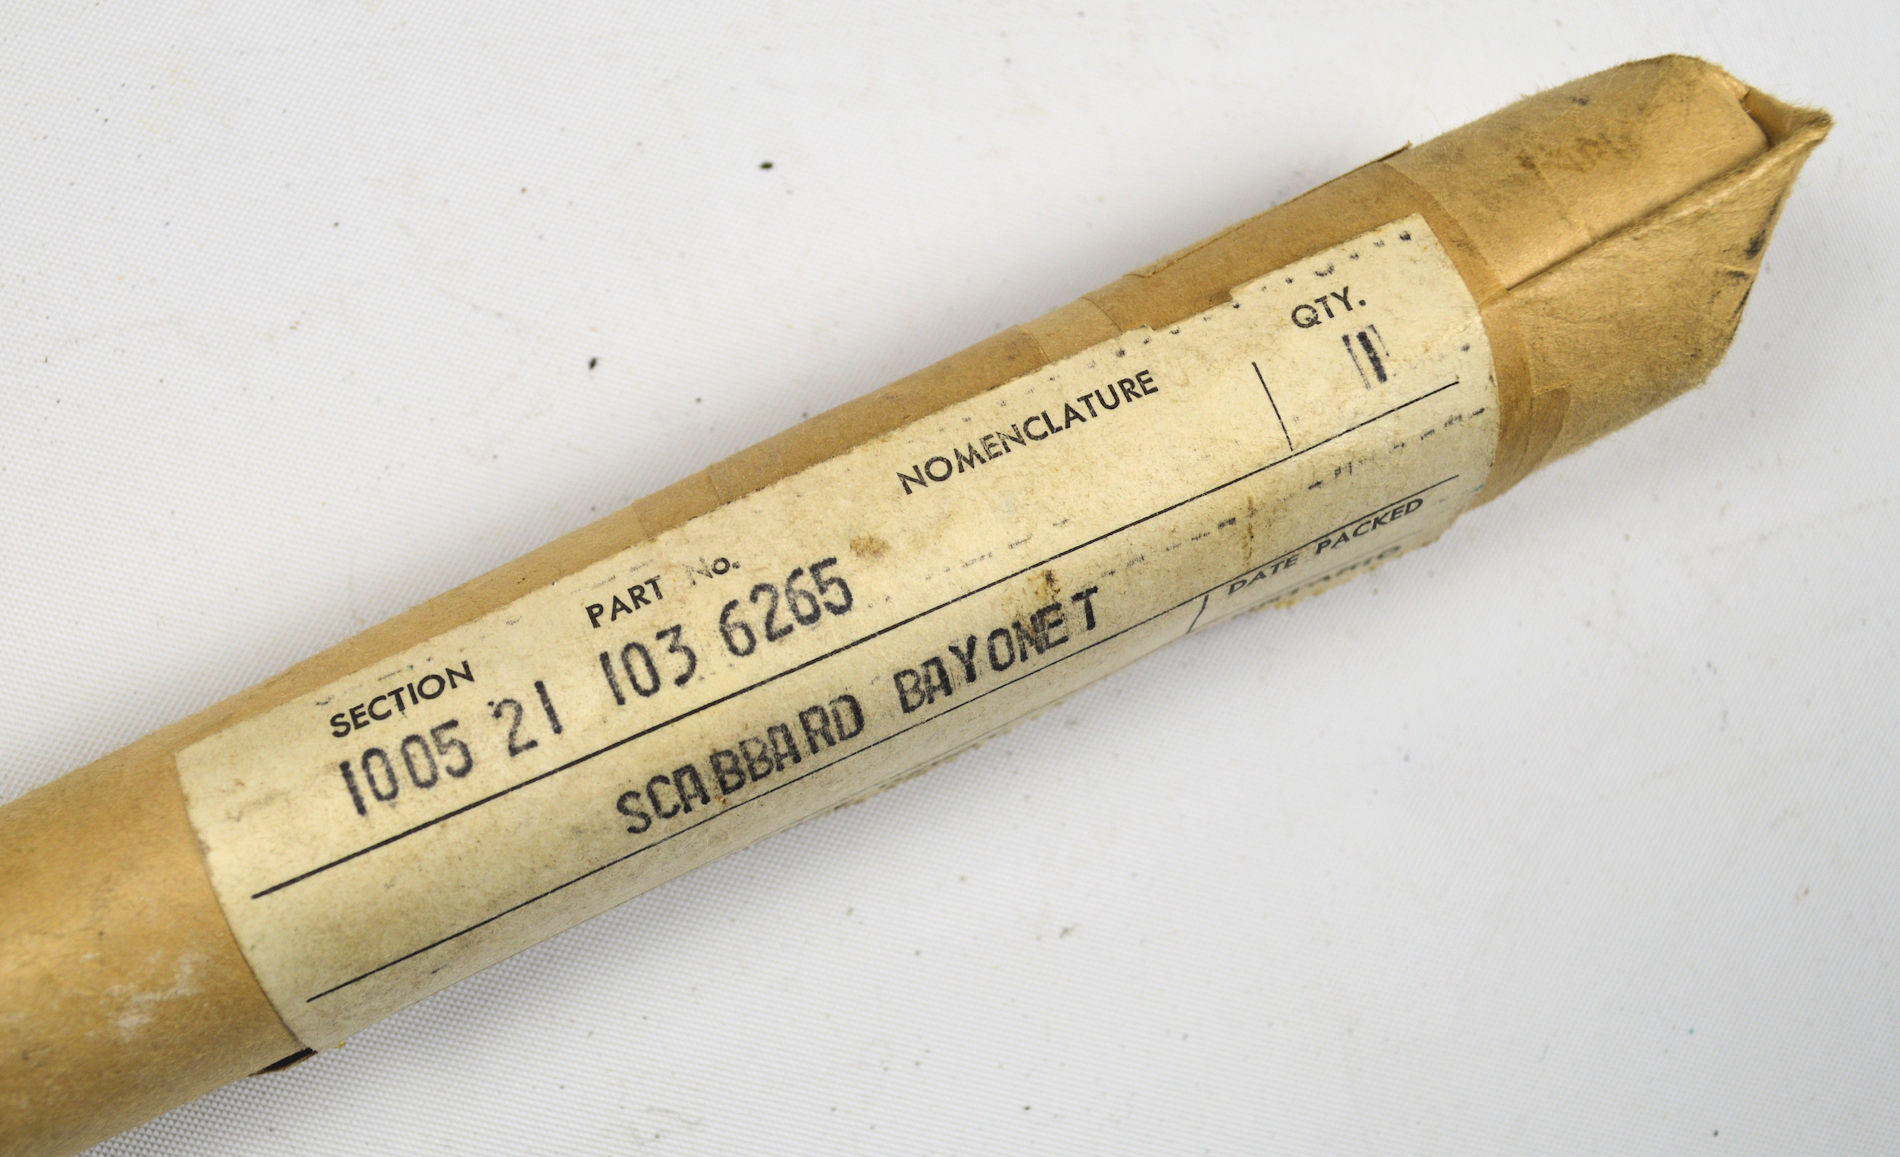 SECTION PART No. NOMENCLATURE QTY.
1005 21 103 6265
SCABBARD BAYONET
DATE PACKED